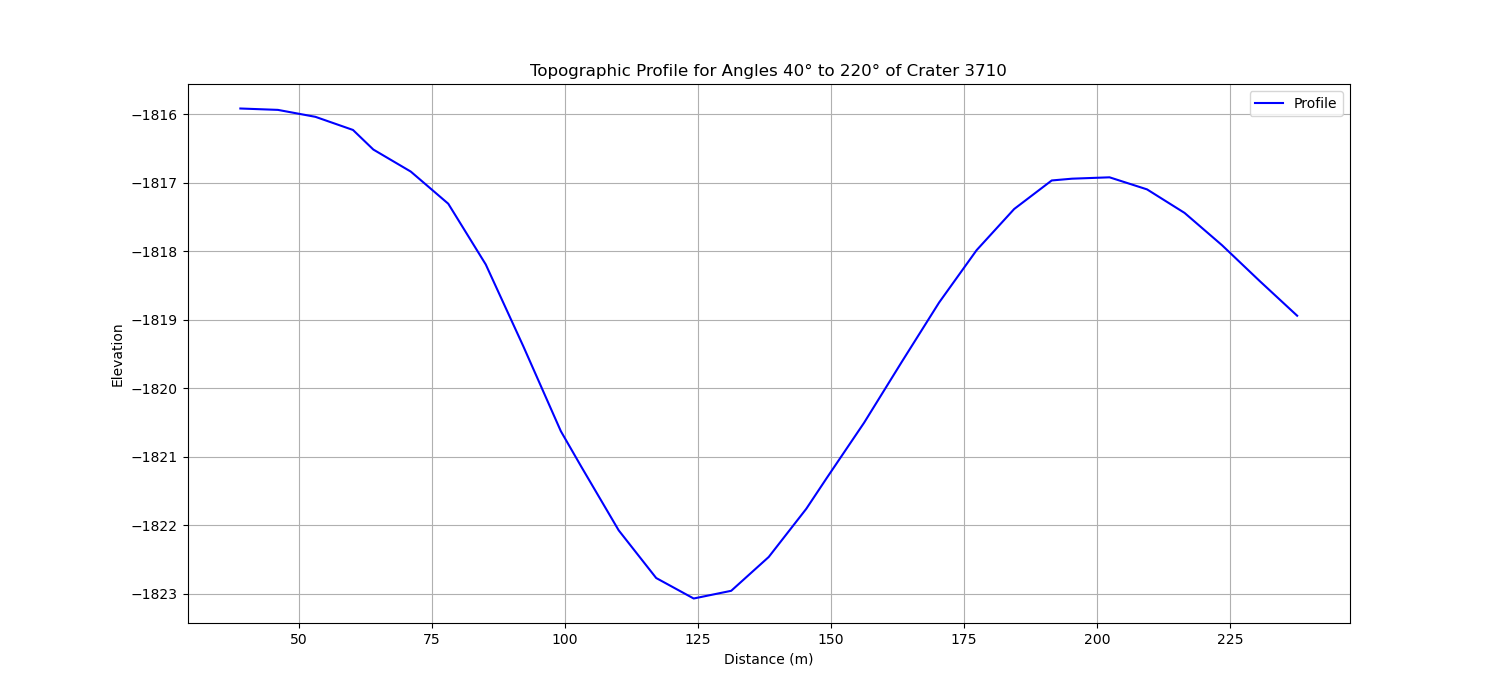 Topographic Profile for Angles 40° to 220° of Crater 3710
Profile
−1816
−1817
−1818
−1819
−1820
−1821
−1822
−1823
Elevation
50 75 100 125 150 175 200 225
Distance (m)